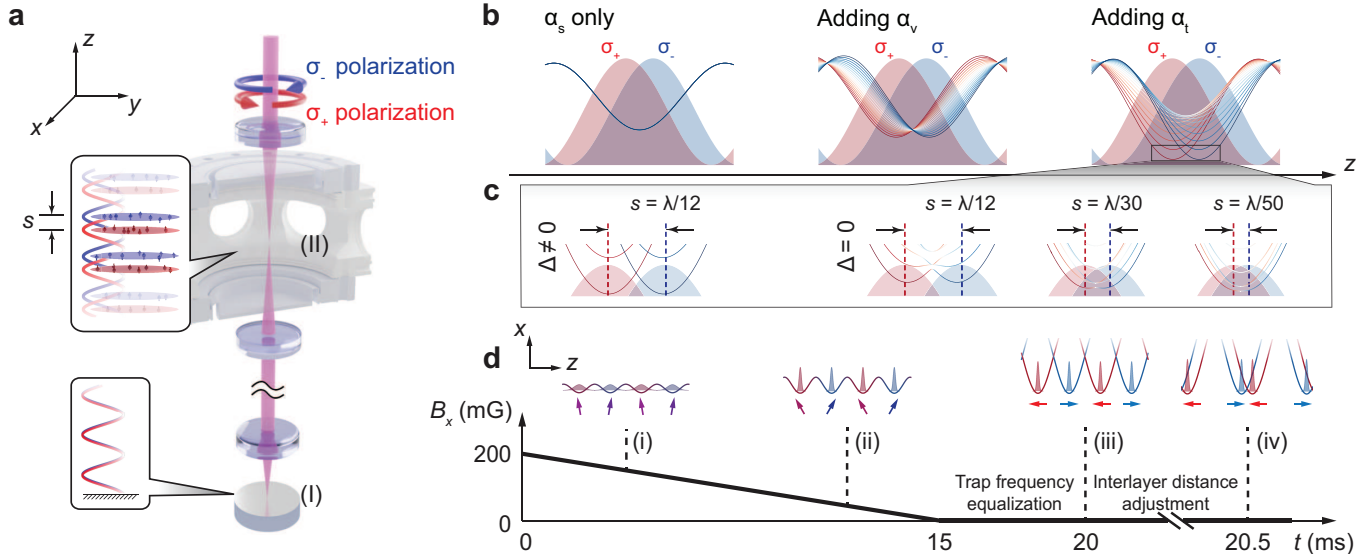 a
z
y
x
σ₋ polarization
σ₊ polarization
s
(II)
(I)
b
αₛ only
Adding αᵥ
Adding αₜ
σ₊ σ₋
σ₊ σ₋
σ₊ σ₋
z
c
s = λ/12
s = λ/12
s = λ/30
s = λ/50
Δ ≠ 0
Δ = 0
d
x
z
Bₓ (mG)
200
0
(i)
(ii)
(iii)
(iv)
Trap frequency
equalization
Interlayer distance
adjustment
0
15
20
20.5
t (ms)